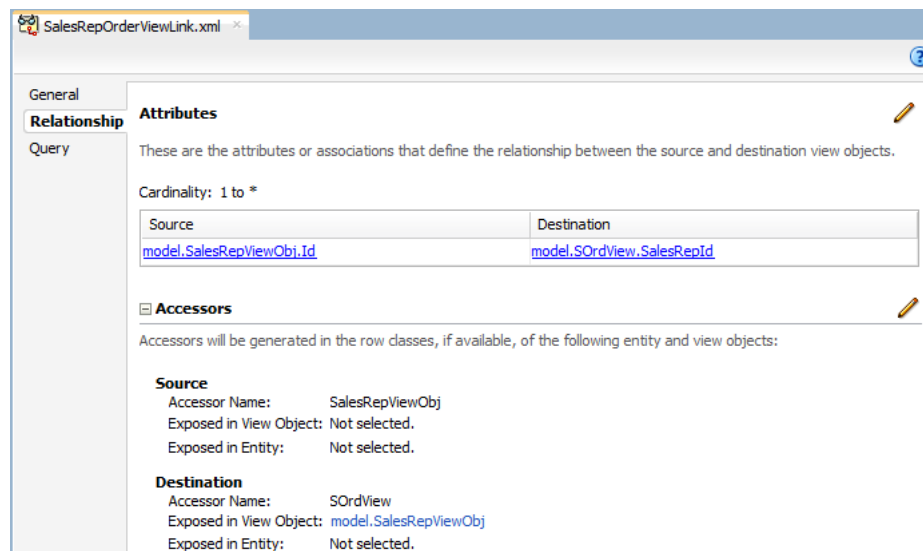 SalesRepOrderViewLink.xml
General
Relationship
Query
Attributes
These are the attributes or associations that define the relationship between the source and destination view objects.
Cardinality: 1 to *
Source Destination
model.SalesRepViewObj.Id model.SOrdView.SalesRepId
Accessors
Accessors will be generated in the row classes, if available, of the following entity and view objects:
Source
Accessor Name: SalesRepViewObj
Exposed in View Object: Not selected.
Exposed in Entity: Not selected.
Destination
Accessor Name: SOrdView
Exposed in View Object: model.SalesRepViewObj
Exposed in Entity: Not selected.